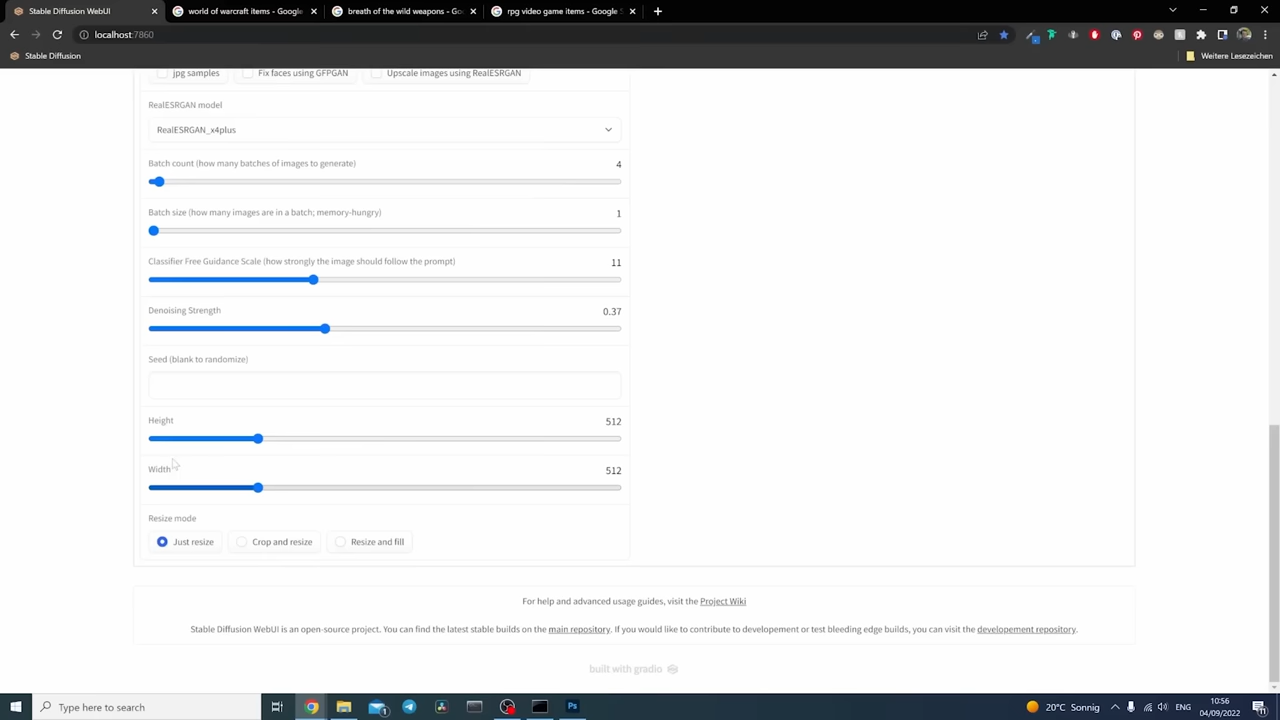 Stable Diffusion WebUI
world of warcraft items - Google
breath of the wild weapons - Goo
rpg video game items - Google S
localhost:7860
Stable Diffusion
Weitere Lesezeichen
jpg samples
Fix faces using GFPGAN
Upscale images using RealESRGAN
RealESRGAN model
RealESRGAN_x4plus
Batch count (how many batches of images to generate)
4
Batch size (how many images are in a batch; memory-hungry)
1
Classifier Free Guidance Scale (how strongly the image should follow the prompt)
11
Denoising Strength
0.37
Seed (blank to randomize)
Height
512
Width
512
Resize mode
Just resize
Crop and resize
Resize and fill
For help and advanced usage guides, visit the Project Wiki
Stable Diffusion WebUI is an open-source project. You can find the latest stable builds on the main repository. If you would like to contribute to developement or test bleeding edge builds, you can visit the developement repository.
built with gradio
Type here to search
20°C Sonnig
ENG
10:56
04/09/2022